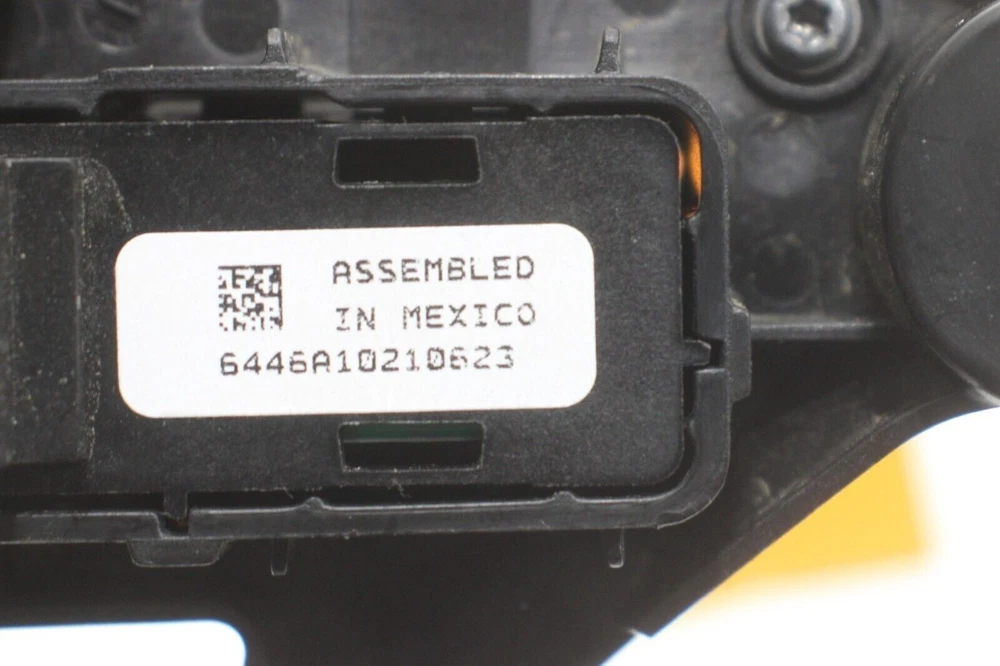 ASSEMBLED
IN MEXICO
6446A10210623